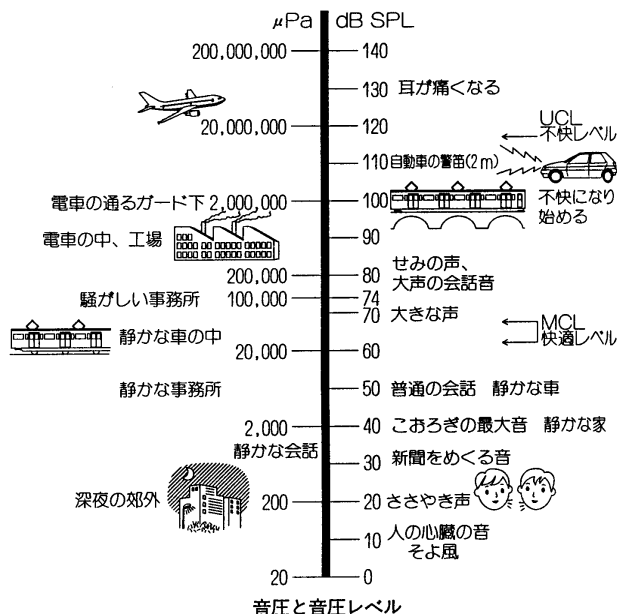 μPa dB SPL
200,000,000 140
130 耳が痛くなる
UCL
不快レベル
20,000,000 120
110 自動車の警笛(2m)
電車の通るガード下 2,000,000 100
不快になり
始める
電車の中、工場 90
200,000 80 せみの声、
大声の会話音
騒がしい事務所 100,000 74
70 大きな声
MCL
快適レベル
静かな車の中
20,000 60
静かな事務所 50 普通の会話 静かな車
2,000 40 こおろぎの最大音 静かな家
静かな会話
30 新聞をめくる音
深夜の郊外 200 20 ささやき声
10 人の心臓の音
そよ風
20 0
音圧と音圧レベル